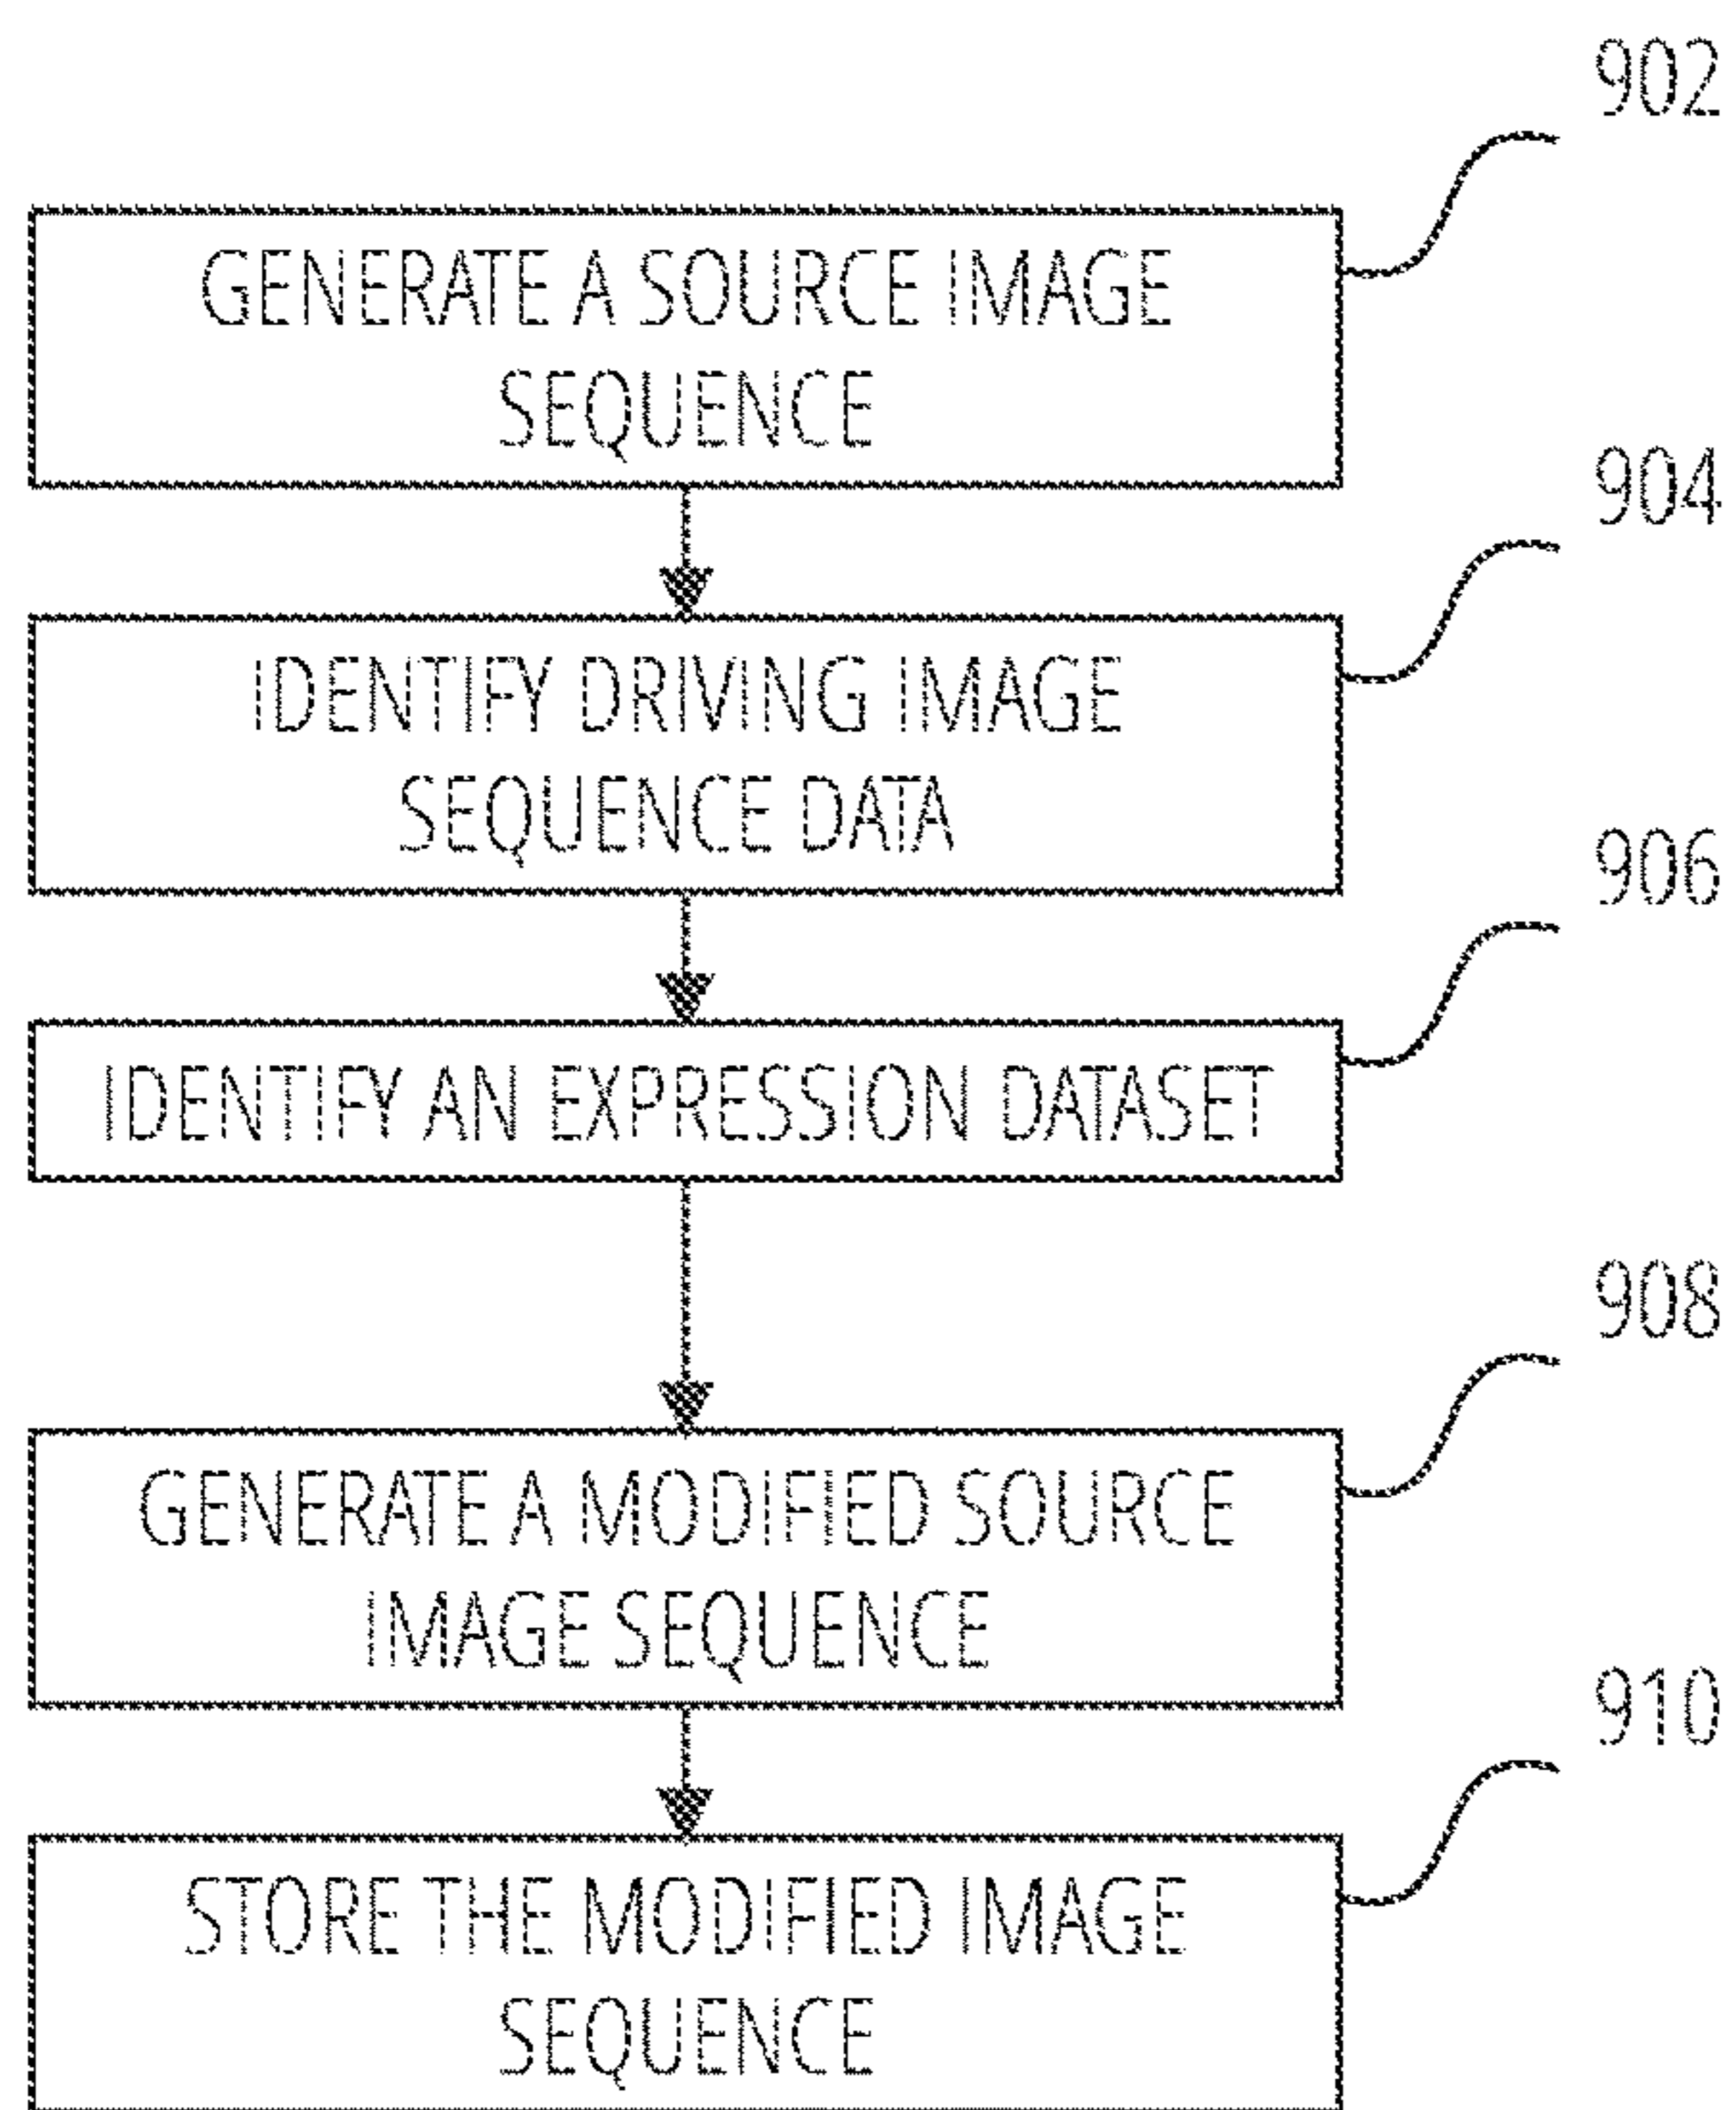 902
GENERATE A SOURCE IMAGE
SEQUENCE
904
IDENTIFY DRIVING IMAGE
SEQUENCE DATA
906
IDENTIFY AN EXPRESSION DATASET
908
GENERATE A MODIFIED SOURCE
IMAGE SEQUENCE
910
STORE THE MODIFIED IMAGE
SEQUENCE